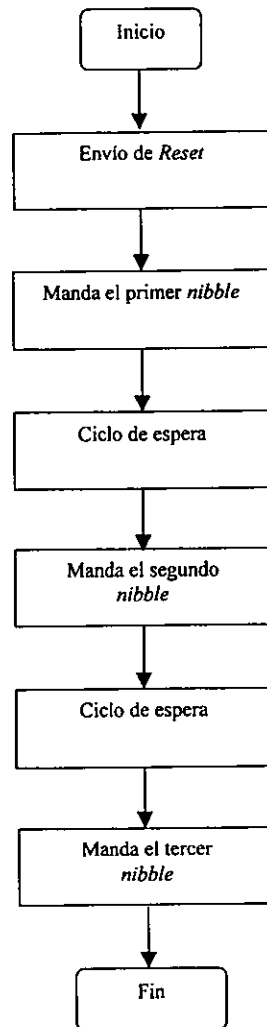 Inicio
Envío de Reset
Manda el primer nibble
Ciclo de espera
Manda el segundo
nibble
Ciclo de espera
Manda el tercer
nibble
Fin